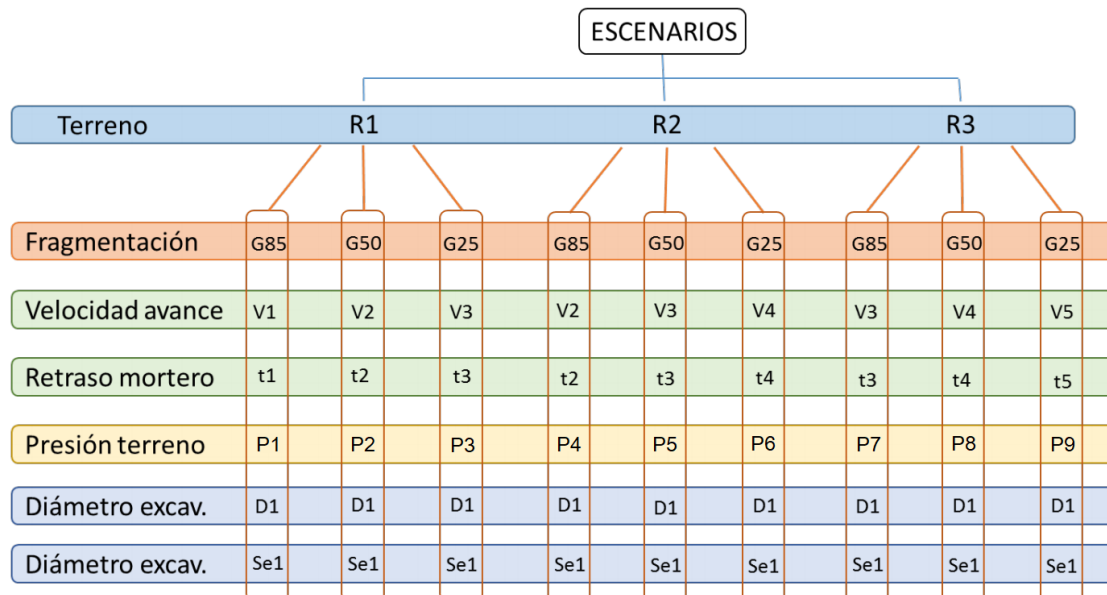 ESCENARIOS
Terreno R1 R2 R3
Fragmentación G85 G50 G25 G85 G50 G25 G85 G50 G25
Velocidad avance V1 V2 V3 V2 V3 V4 V3 V4 V5
Retraso mortero t1 t2 t3 t2 t3 t4 t3 t4 t5
Presión terreno P1 P2 P3 P4 P5 P6 P7 P8 P9
Diámetro excav. D1 D1 D1 D1 D1 D1 D1 D1 D1
Diámetro excav. Se1 Se1 Se1 Se1 Se1 Se1 Se1 Se1 Se1